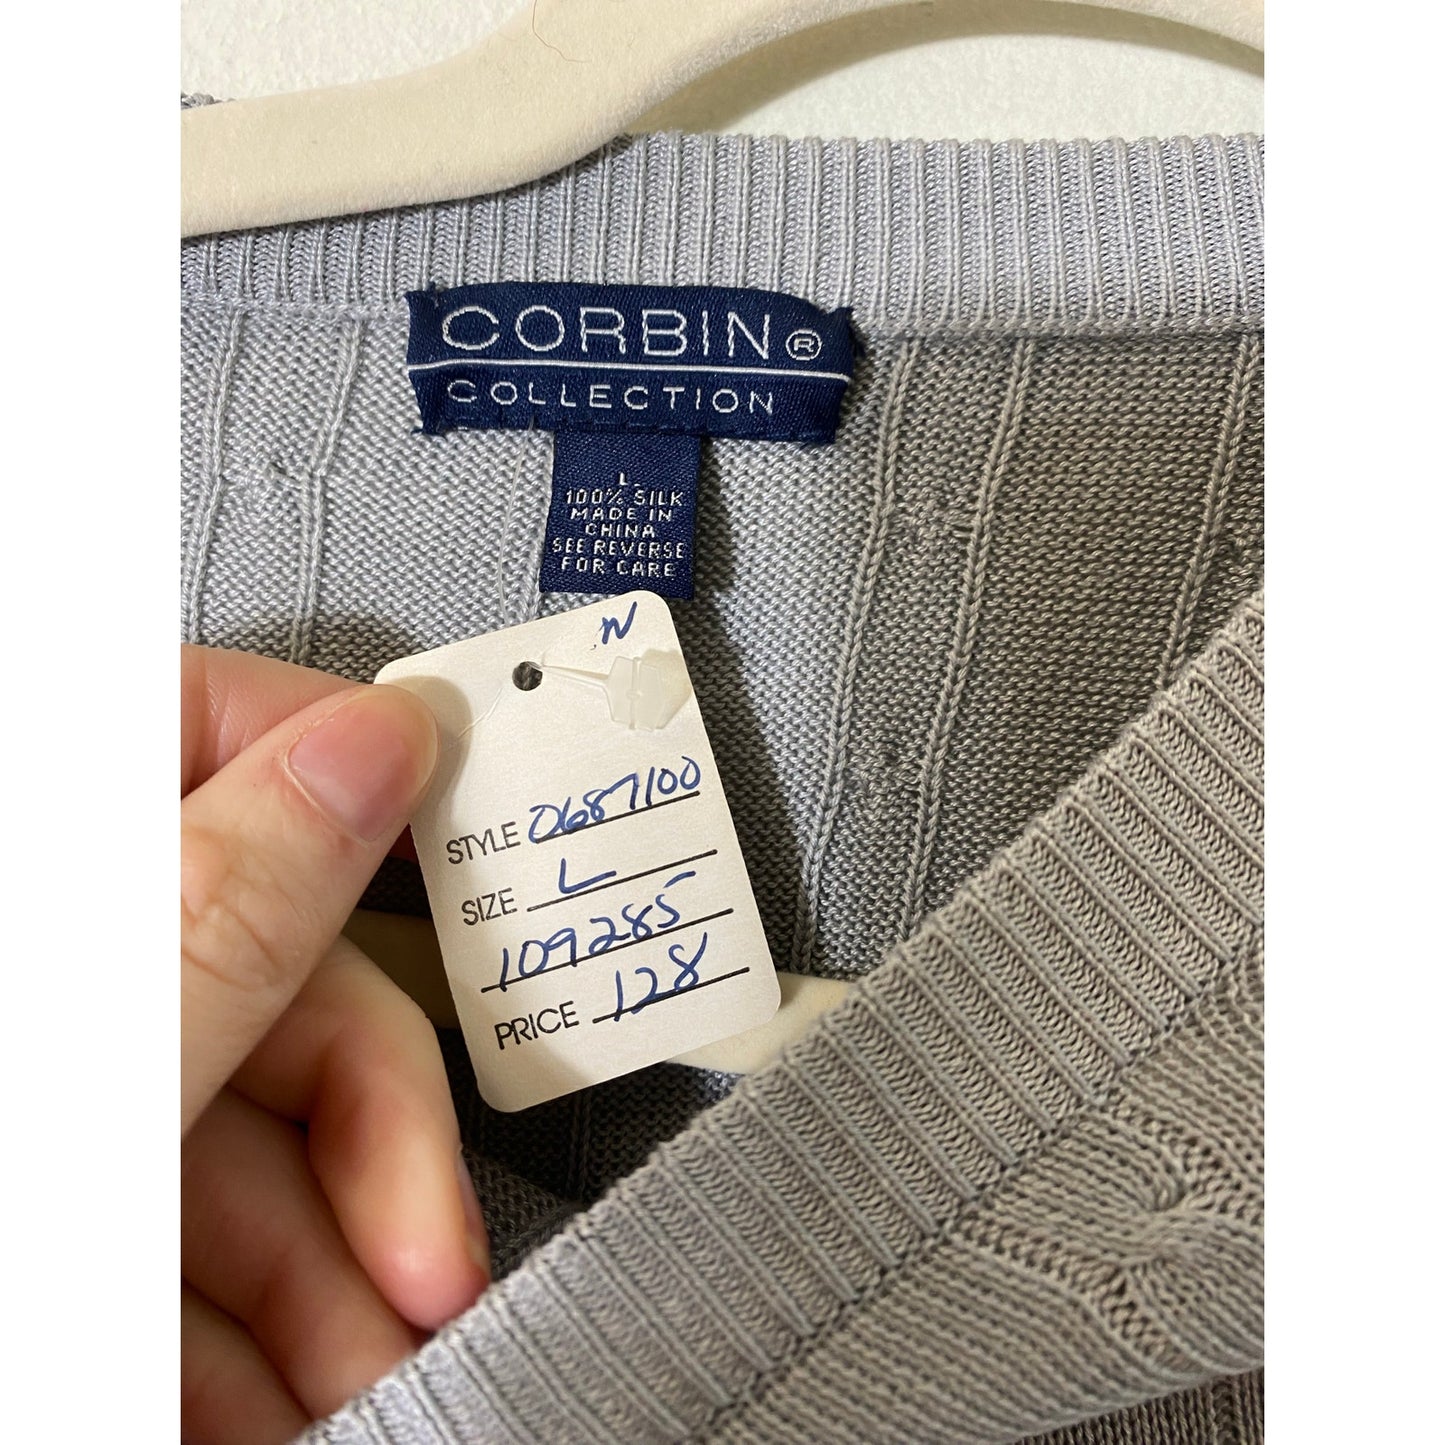 CORBIN®
COLLECTION
L
100% SILK
MADE IN
CHINA
SEE REVERSE
FOR CARE
N
STYLE 0687100
SIZE L
109285
PRICE 128